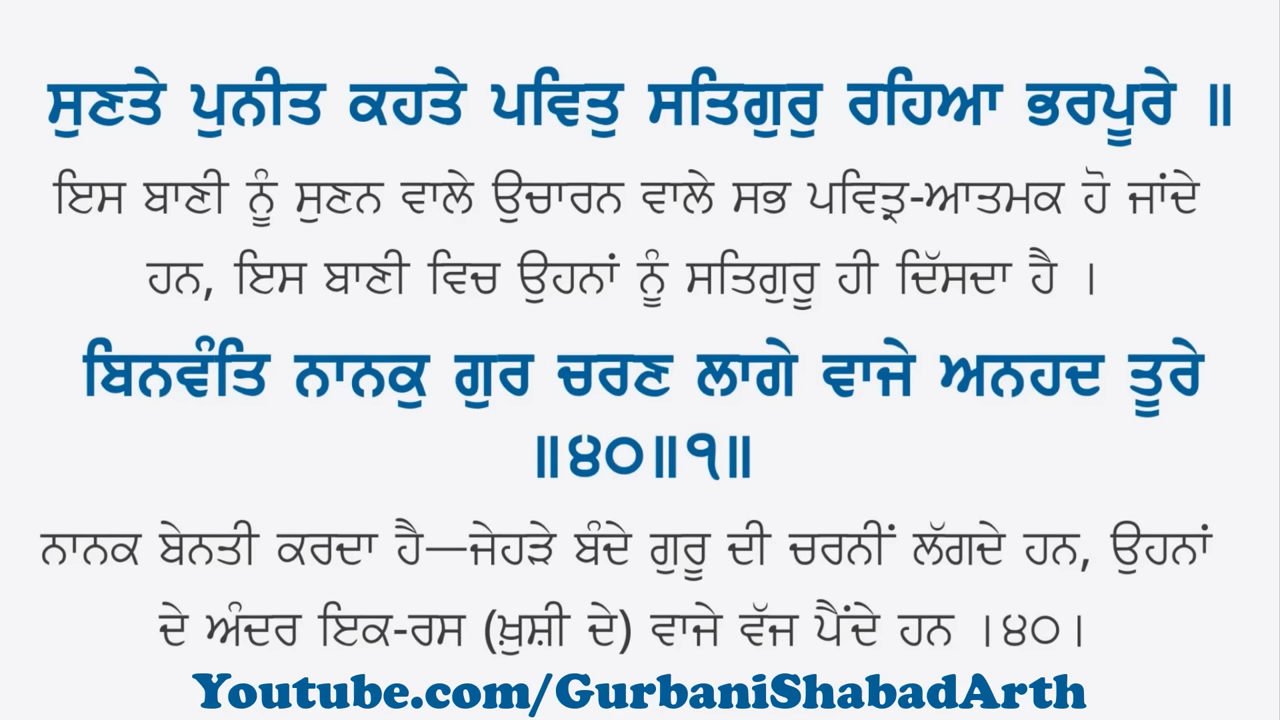 ਸੁਣਤੇ ਪੁਨੀਤ ਕਹਤੇ ਪਵਿਤੁ ਸਤਿਗੁਰੁ ਰਹਿਆ ਭਰਪੂਰੇ ॥
ਇਸ ਬਾਣੀ ਨੂੰ ਸੁਣਨ ਵਾਲੇ ਉਚਾਰਨ ਵਾਲੇ ਸਭ ਪਵਿਤ੍ਰ-ਆਤਮਕ ਹੋ ਜਾਂਦੇ
ਹਨ, ਇਸ ਬਾਣੀ ਵਿਚ ਉਹਨਾਂ ਨੂੰ ਸਤਿਗੁਰੂ ਹੀ ਦਿੱਸਦਾ ਹੈ ।
ਬਿਨਵੰਤਿ ਨਾਨਕੁ ਗੁਰ ਚਰਣ ਲਾਗੇ ਵਾਜੇ ਅਨਹਦ ਤੂਰੇ
॥੪੦॥੧॥
ਨਾਨਕ ਬੇਨਤੀ ਕਰਦਾ ਹੈ—ਜੇਹੜੇ ਬੰਦੇ ਗੁਰੂ ਦੀ ਚਰਨੀਂ ਲੱਗਦੇ ਹਨ, ਉਹਨਾਂ
ਦੇ ਅੰਦਰ ਇਕ-ਰਸ (ਖ਼ੁਸ਼ੀ ਦੇ) ਵਾਜੇ ਵੱਜ ਪੈਂਦੇ ਹਨ ।੪੦।
Youtube.com/GurbaniShabadArth